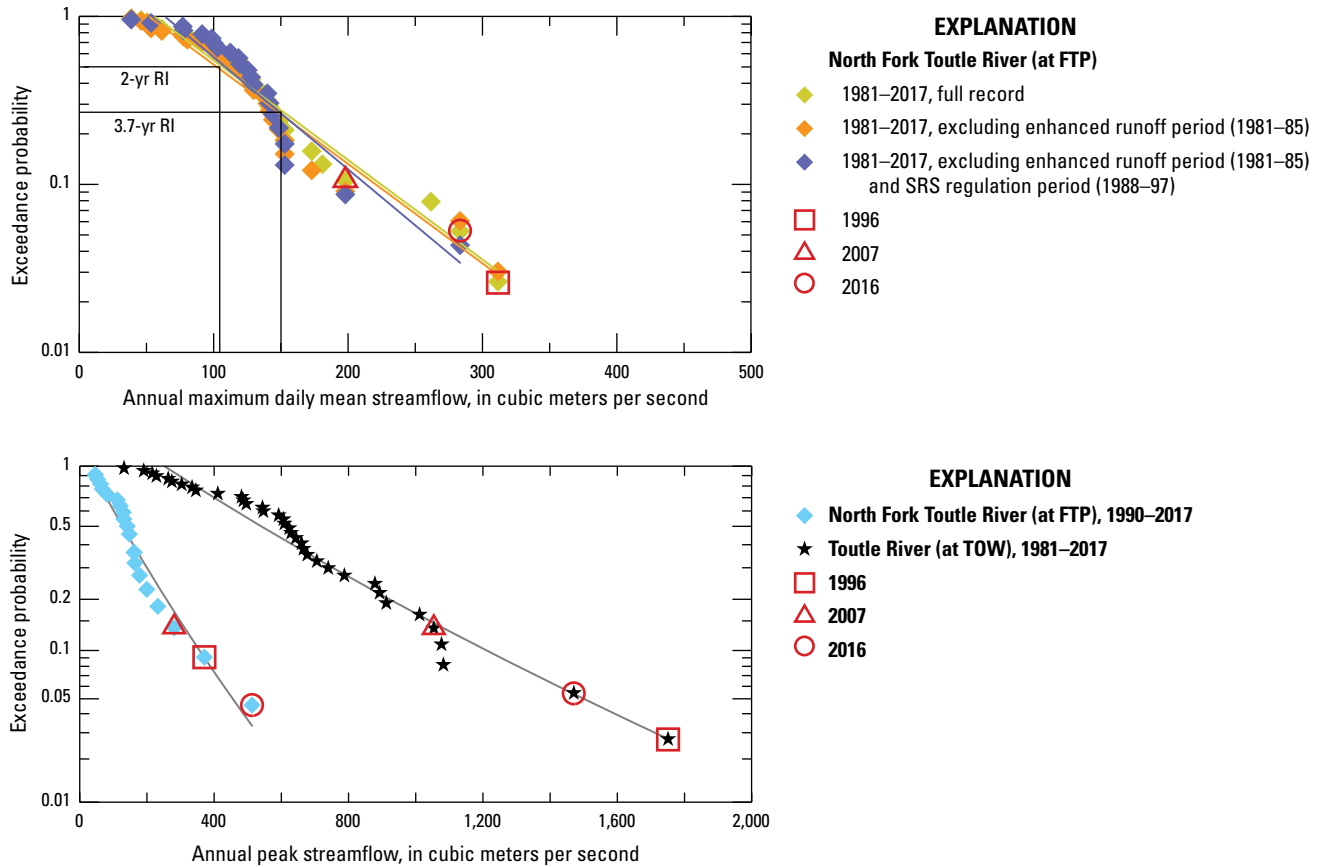 1
0.1
0.01
Exceedance probability
2-yr RI
3.7-yr RI
0 100 200 300 400 500
Annual maximum daily mean streamflow, in cubic meters per second
EXPLANATION
North Fork Toutle River (at FTP)
1981–2017, full record
1981–2017, excluding enhanced runoff period (1981–85)
1981–2017, excluding enhanced runoff period (1981–85)
and SRS regulation period (1988–97)
1996
2007
2016
1
0.5
0.2
0.1
0.05
0.01
Exceedance probability
0 400 800 1,200 1,600 2,000
Annual peak streamflow, in cubic meters per second
EXPLANATION
North Fork Toutle River (at FTP), 1990–2017
Toutle River (at TOW), 1981–2017
1996
2007
2016